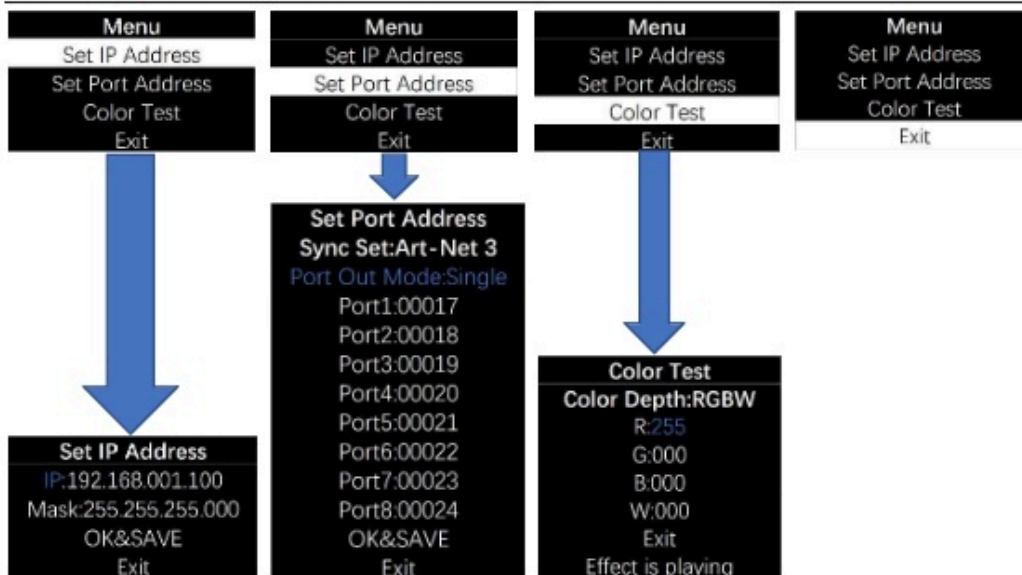 Menu
Set IP Address
Set Port Address
Color Test
Exit
Menu
Set IP Address
Set Port Address
Color Test
Exit
Menu
Set IP Address
Set Port Address
Color Test
Exit
Menu
Set IP Address
Set Port Address
Color Test
Exit
Set IP Address
IP:192.168.001.100
Mask:255.255.255.000
OK&SAVE
Exit
Set Port Address
Sync Set:Art-Net 3
Port Out Mode:Single
Port1:00017
Port2:00018
Port3:00019
Port4:00020
Port5:00021
Port6:00022
Port7:00023
Port8:00024
OK&SAVE
Exit
Color Test
Color Depth:RGBW
R:255
G:000
B:000
W:000
Exit
Effect is playing